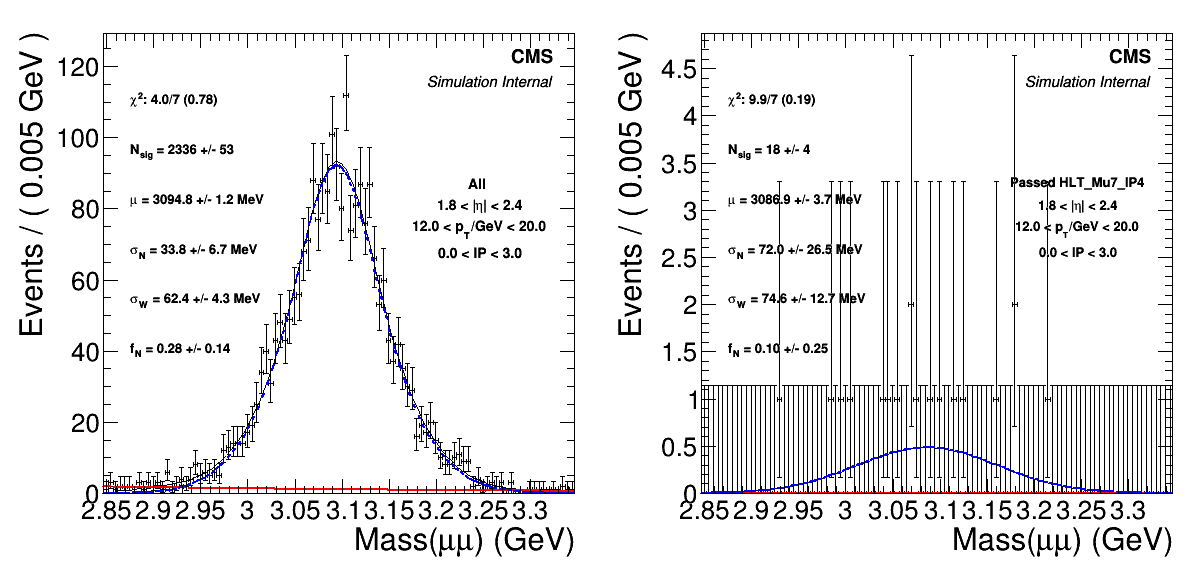 Events / ( 0.005 GeV )
120
100
80
60
40
20
0
CMS
Simulation Internal
χ²: 4.0/7 (0.78)
N_sig = 2336 +/- 53
μ = 3094.8 +/- 1.2 MeV
σ_N = 33.8 +/- 6.7 MeV
σ_W = 62.4 +/- 4.3 MeV
f_N = 0.28 +/- 0.14
All
1.8 < |η| < 2.4
12.0 < p_T/GeV < 20.0
0.0 < IP < 3.0
2.85 2.9 2.95 3 3.05 3.1 3.15 3.2 3.25 3.3
Mass(μμ) (GeV)
Events / ( 0.005 GeV )
4.5
4
3.5
3
2.5
2
1.5
1
0.5
0
CMS
Simulation Internal
χ²: 9.9/7 (0.19)
N_sig = 18 +/- 4
μ = 3086.9 +/- 3.7 MeV
σ_N = 72.0 +/- 26.5 MeV
σ_W = 74.6 +/- 12.7 MeV
f_N = 0.10 +/- 0.25
Passed HLT_Mu7_IP4
1.8 < |η| < 2.4
12.0 < p_T/GeV < 20.0
0.0 < IP < 3.0
2.85 2.9 2.95 3 3.05 3.1 3.15 3.2 3.25 3.3
Mass(μμ) (GeV)